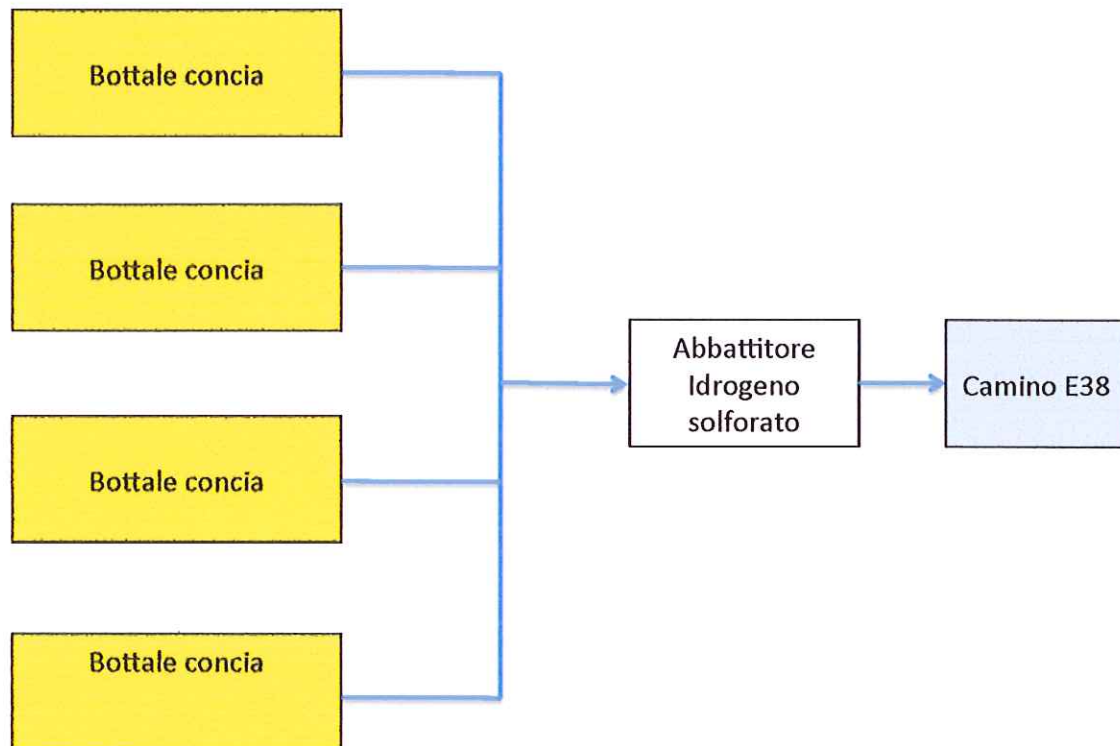 Bottale concia
Bottale concia
Bottale concia
Bottale concia
Abbattitore
Idrogeno
solforato
Camino E38